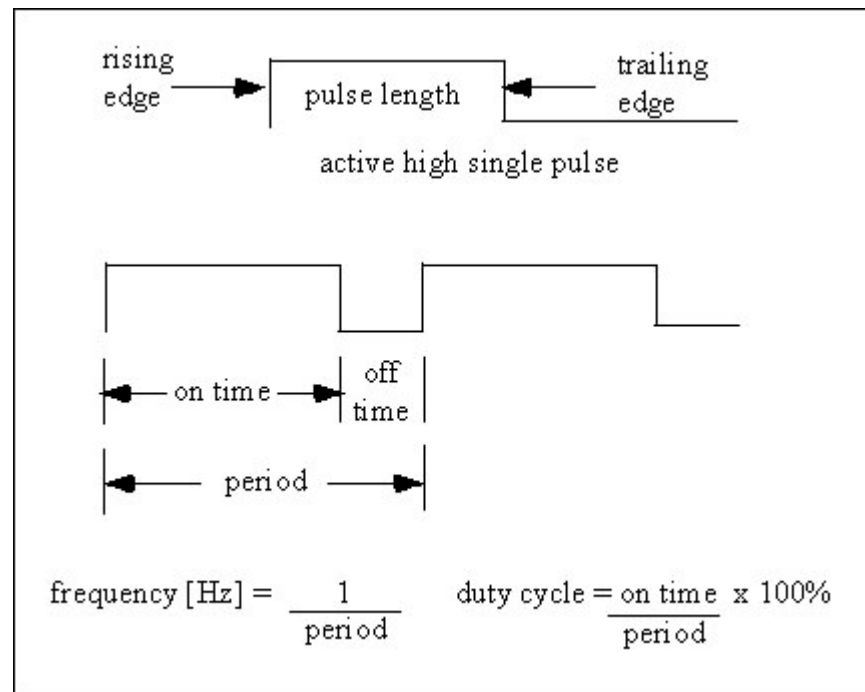 rising
edge
pulse length
trailing
edge
active high single pulse
on time
off
time
period
frequency [Hz] = 1
period
duty cycle = on time x 100%
period